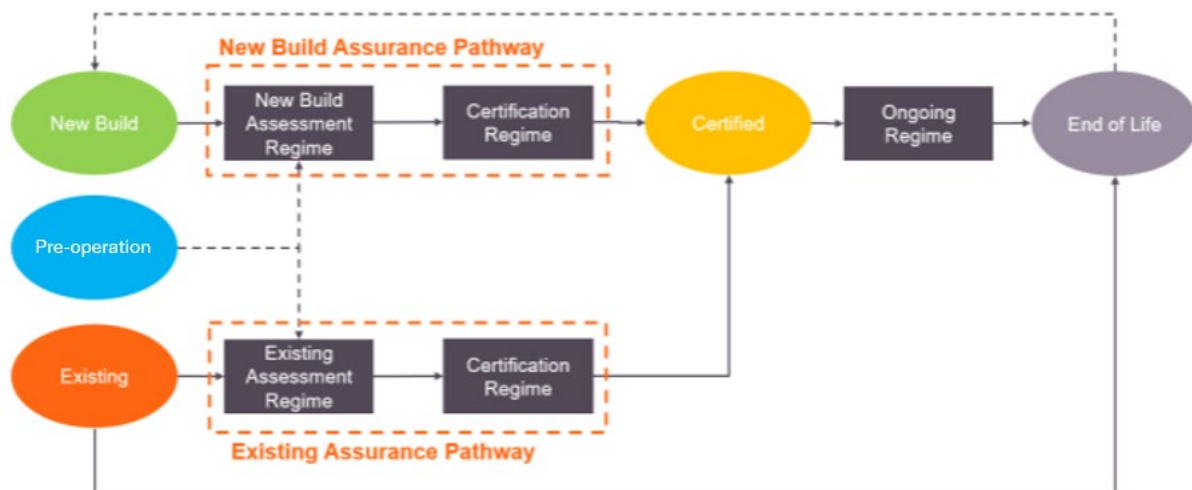 New Build Assurance Pathway
New Build
New Build
Assessment
Regime
Certification
Regime
Certified
Ongoing
Regime
End of Life
Pre-operation
Existing
Existing
Assessment
Regime
Certification
Regime
Existing Assurance Pathway